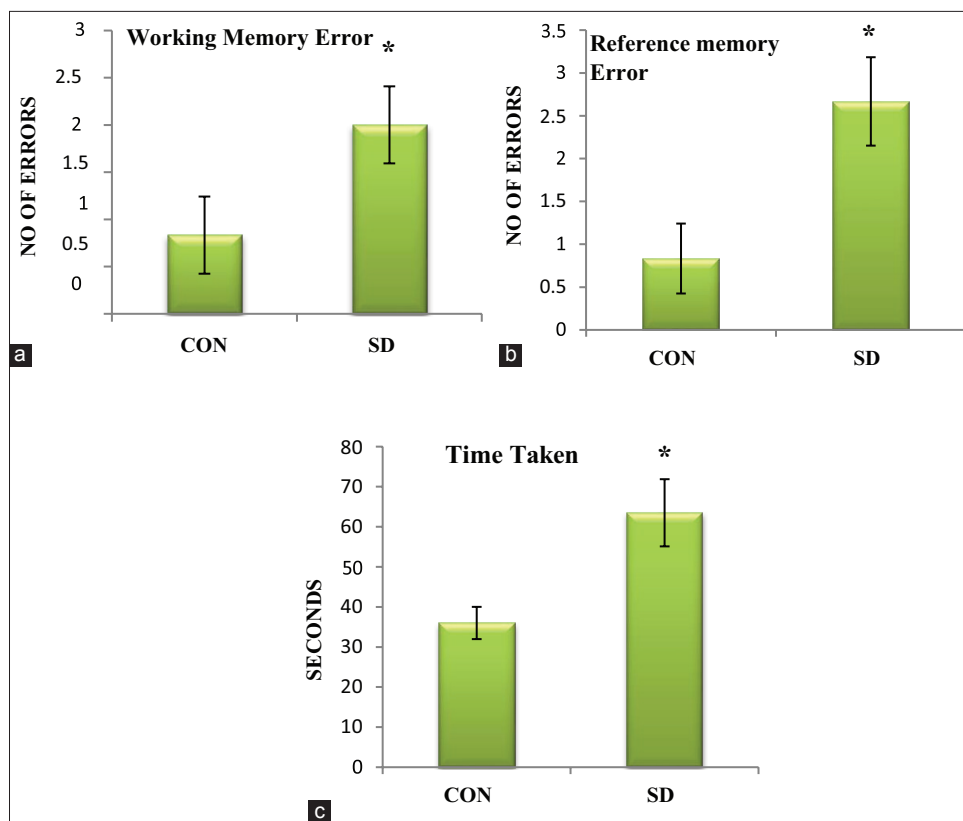 Working Memory Error
*
NO OF ERRORS
3
2.5
2
1.5
1
0.5
0
CON
SD
a
Reference memory
Error
*
NO OF ERRORS
3.5
3
2.5
2
1.5
1
0.5
0
CON
SD
b
Time Taken
*
SECONDS
80
70
60
50
40
30
20
10
0
CON
SD
c